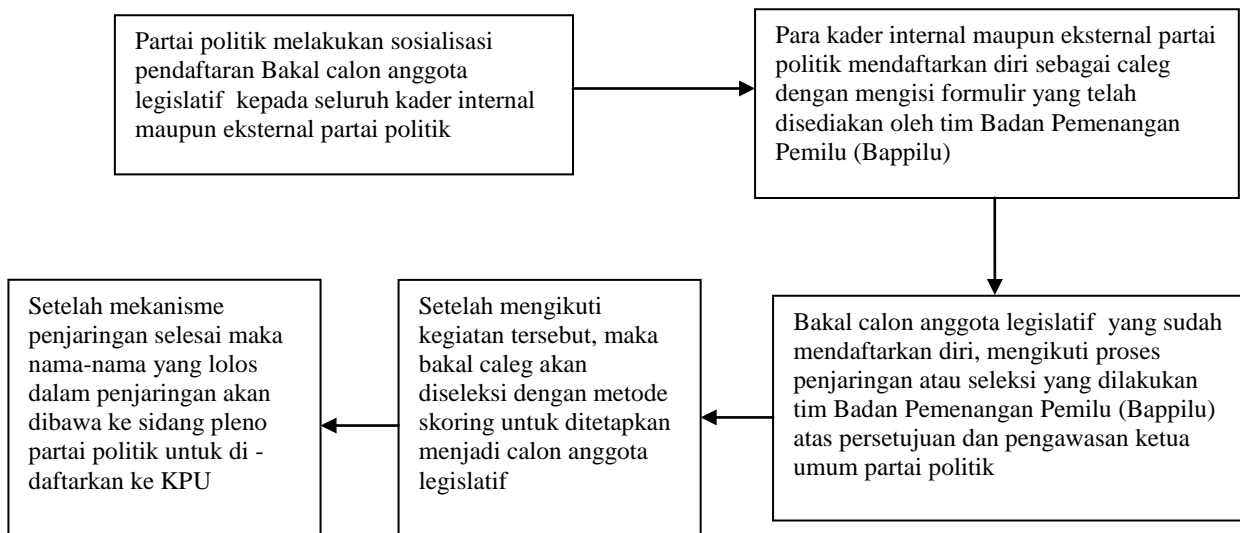 Partai politik melakukan sosialisasi
pendaftaran Bakal calon anggota
legislatif kepada seluruh kader internal
maupun eksternal partai politik
Para kader internal maupun eksternal partai
politik mendaftarkan diri sebagai caleg
dengan mengisi formulir yang telah
disediakan oleh tim Badan Pemenangan
Pemilu (Bappilu)
Bakal calon anggota legislatif yang sudah
mendaftarkan diri, mengikuti proses
penjaringan atau seleksi yang dilakukan
tim Badan Pemenangan Pemilu (Bappilu)
atas persetujuan dan pengawasan ketua
umum partai politik
Setelah mengikuti
kegiatan tersebut, maka
bakal caleg akan
diseleksi dengan metode
skoring untuk ditetapkan
menjadi calon anggota
legislatif
Setelah mekanisme
penjaringan selesai maka
nama-nama yang lolos
dalam penjaringan akan
dibawa ke sidang pleno
partai politik untuk di -
daftarkan ke KPU